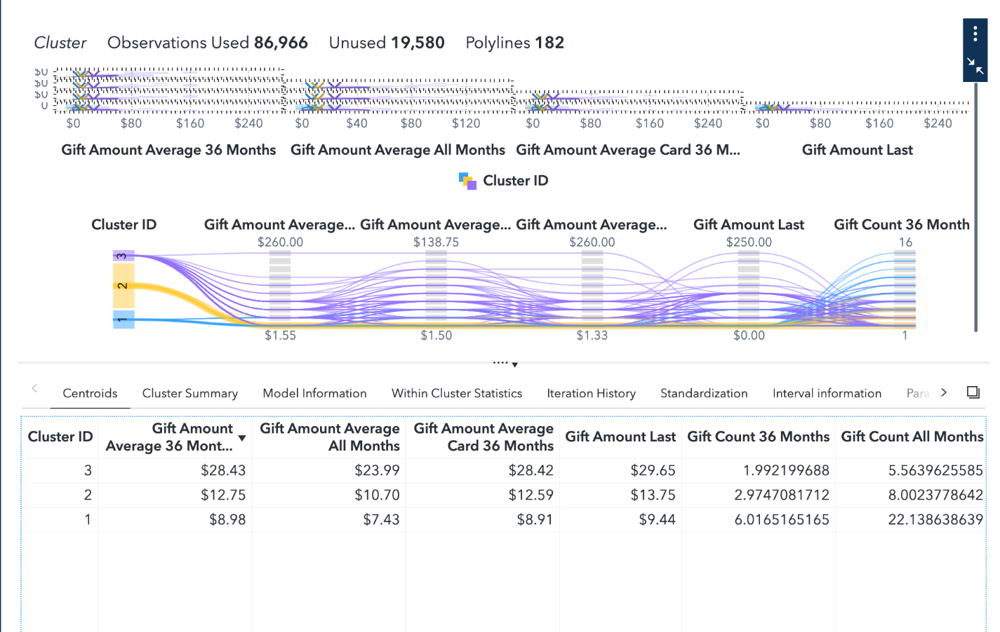 Cluster Observations Used 86,966 Unused 19,580 Polylines 182
$0
$0
$0
0
$0 $80 $160 $240 $0 $40 $80 $120 $0 $80 $160 $240 $0 $80 $160 $240
Gift Amount Average 36 Months Gift Amount Average All Months Gift Amount Average Card 36 M... Gift Amount Last
Cluster ID
Cluster ID Gift Amount Average... Gift Amount Average... Gift Amount Average... Gift Amount Last Gift Count 36 Month
$260.00 $138.75 $260.00 $250.00 16
3
2
1
$1.55 $1.50 $1.33 $0.00 1
Centroids Cluster Summary Model Information Within Cluster Statistics Iteration History Standardization Interval information Para
Cluster ID Gift Amount Average 36 Mont... Gift Amount Average All Months Gift Amount Average Card 36 Months Gift Amount Last Gift Count 36 Months Gift Count All Months
3 $28.43 $23.99 $28.42 $29.65 1.992199688 5.5639625585
2 $12.75 $10.70 $12.59 $13.75 2.9747081712 8.0023778642
1 $8.98 $7.43 $8.91 $9.44 6.0165165165 22.138638639